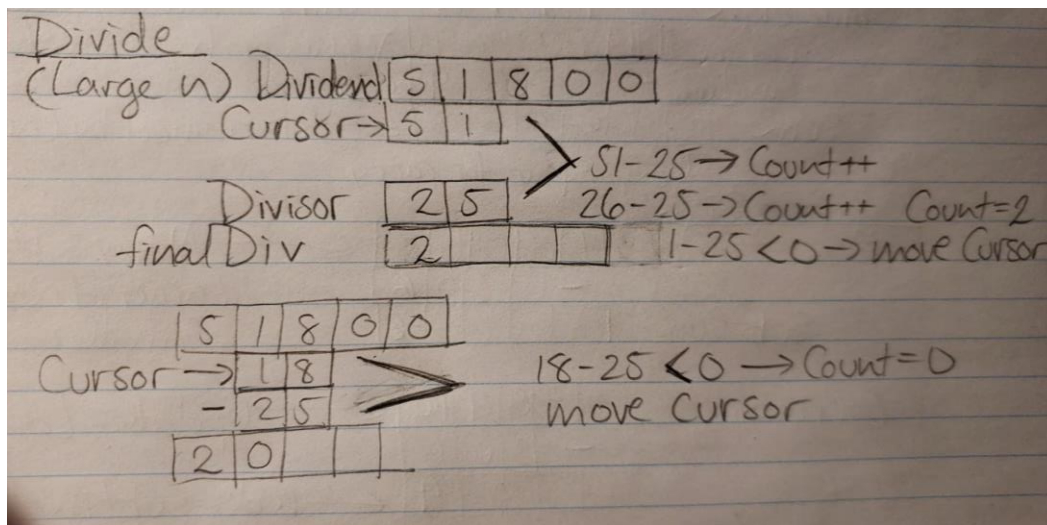 Divide
(Large n) Dividend 5 1 8 0 0
Cursor→ 5 1
51-25→Count++
Divisor 2 5 26-25→Count++ Count=2
final Div 2 1-25<0→move Cursor
5 1 8 0 0
Cursor→ 1 8 18-25<0→Count=0
- 2 5 move Cursor
2 0